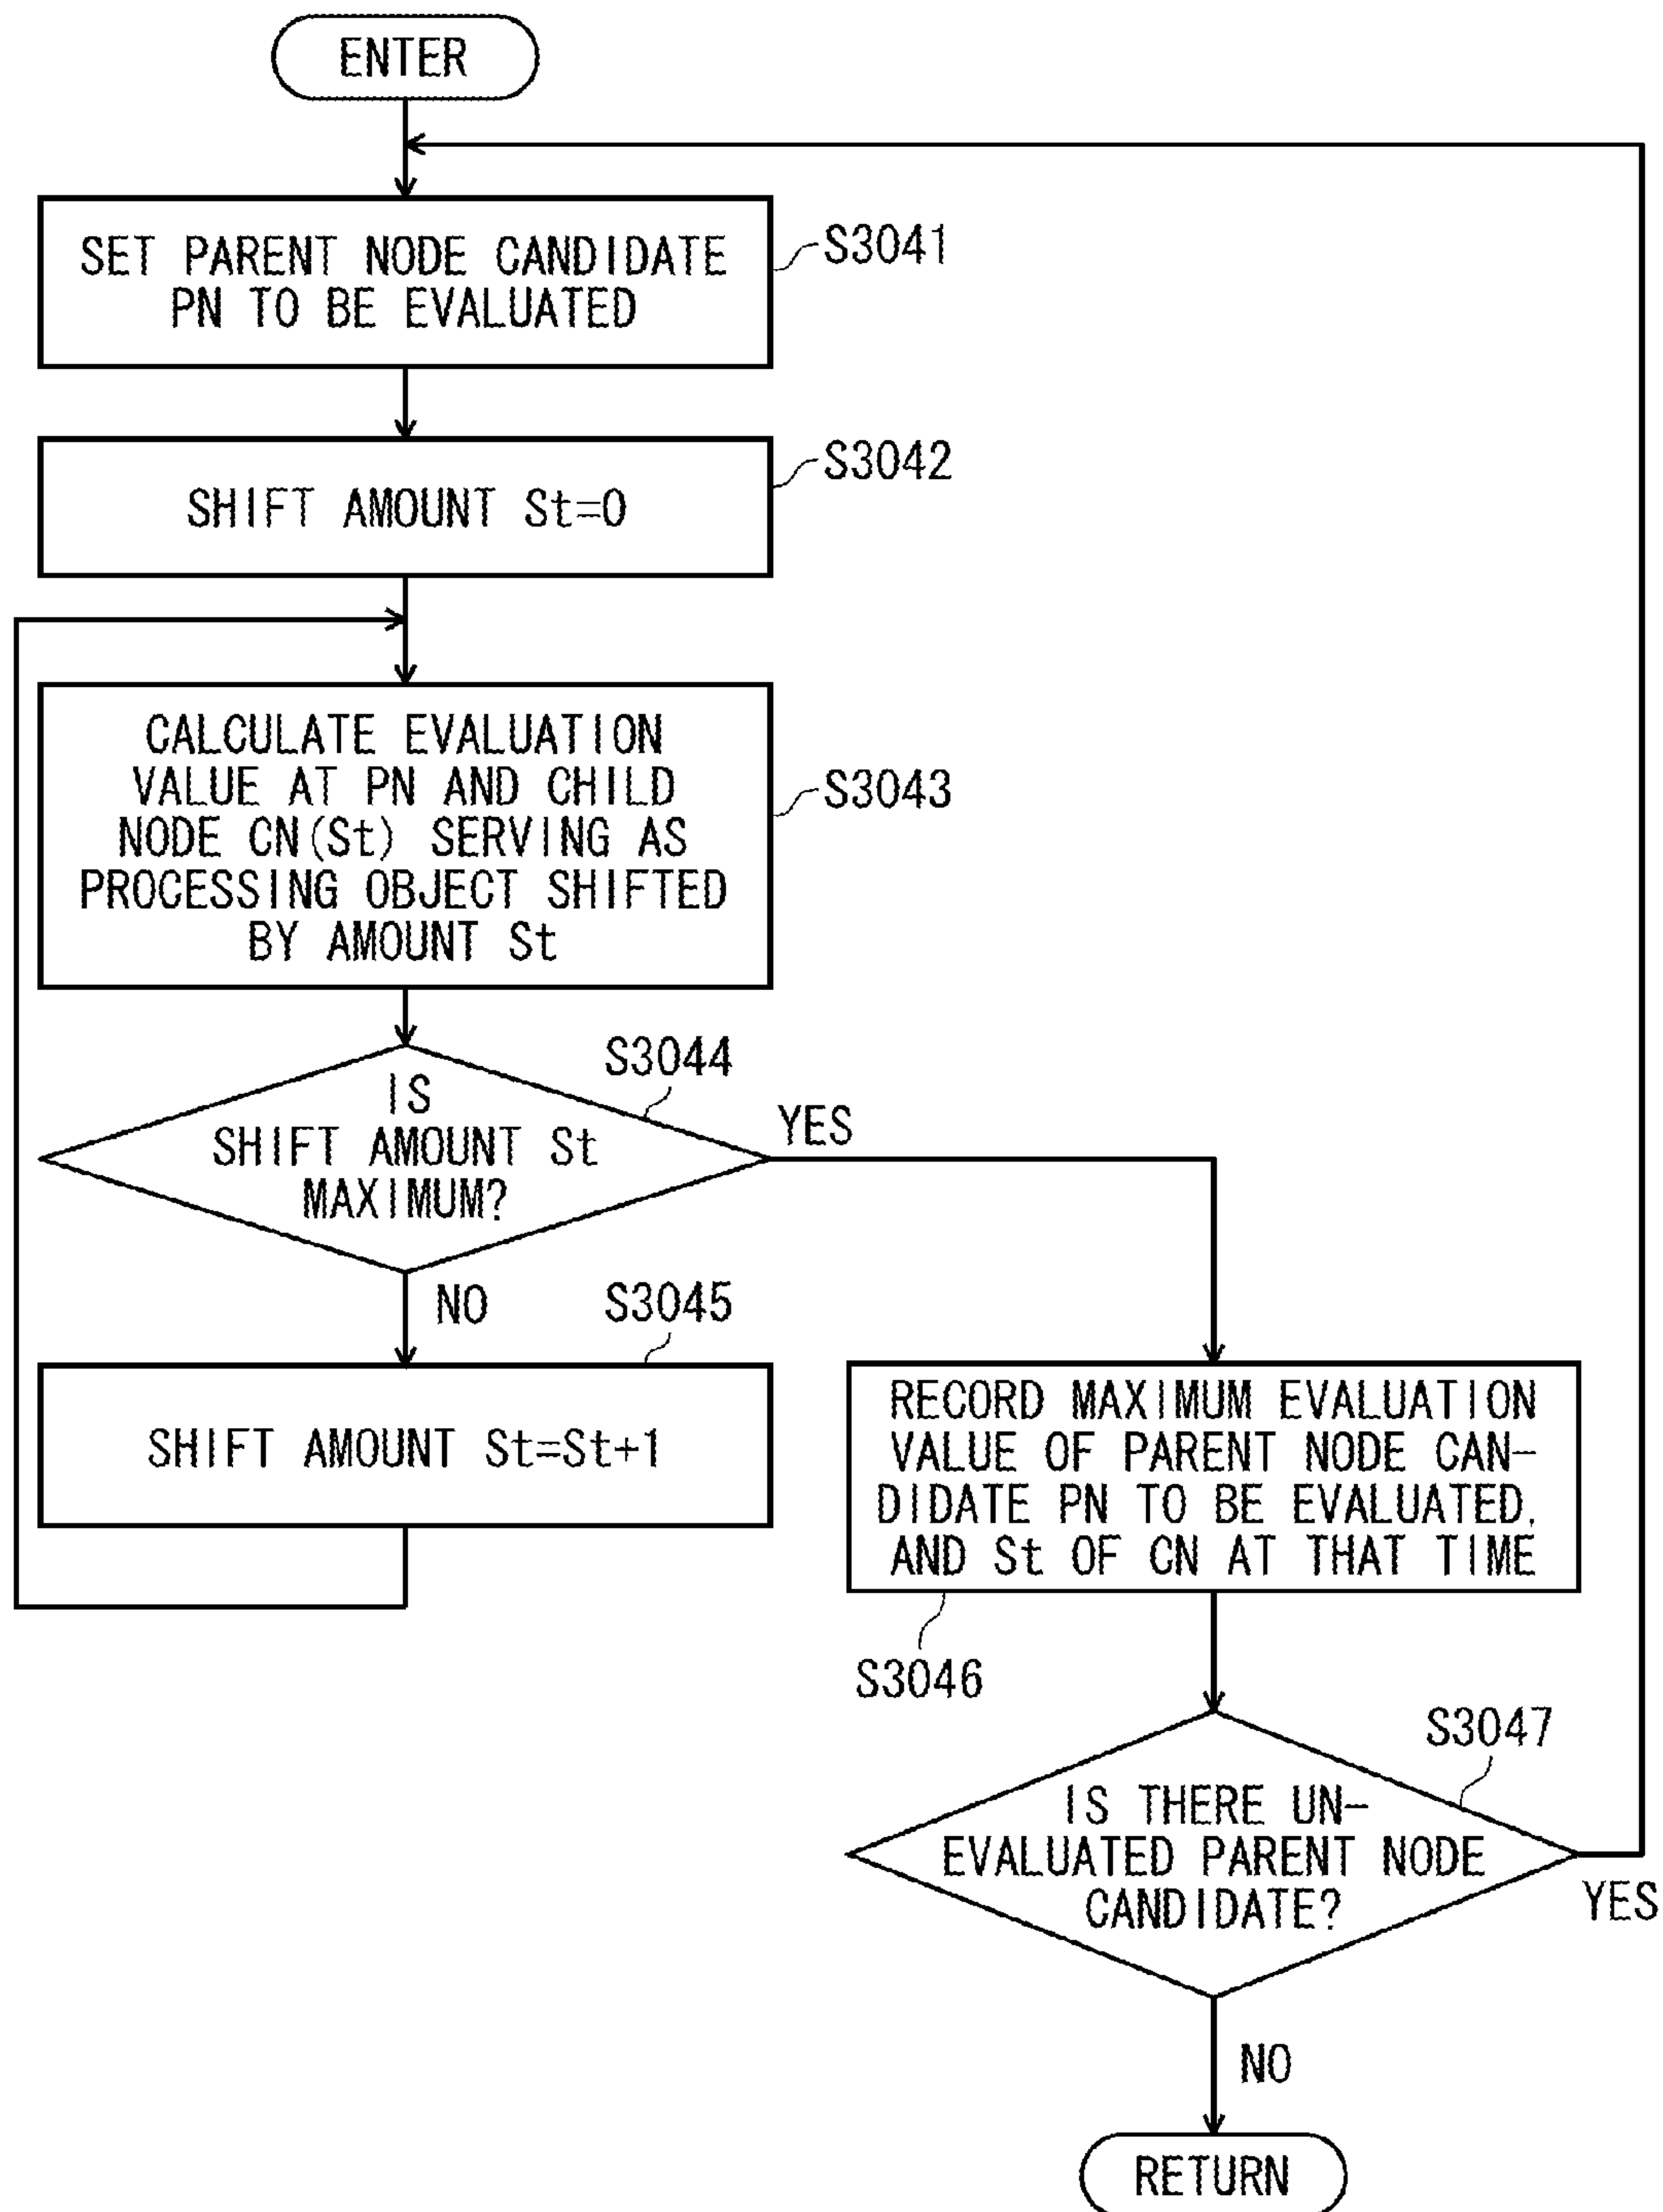 ENTER
SET PARENT NODE CANDIDATE
PN TO BE EVALUATED
S3041
SHIFT AMOUNT St=0
S3042
CALCULATE EVALUATION
VALUE AT PN AND CHILD
NODE CN(St) SERVING AS
PROCESSING OBJECT SHIFTED
BY AMOUNT St
S3043
S3044
IS
SHIFT AMOUNT St
MAXIMUM?
YES
NO
S3045
SHIFT AMOUNT St=St+1
RECORD MAXIMUM EVALUATION
VALUE OF PARENT NODE CAN-
DIDATE PN TO BE EVALUATED,
AND St OF CN AT THAT TIME
S3046
S3047
IS THERE UN-
EVALUATED PARENT NODE
CANDIDATE?
YES
NO
RETURN